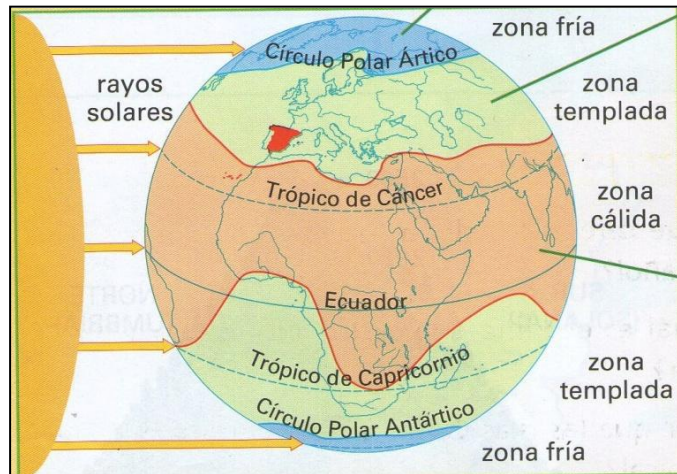 zona fría
Círculo Polar Ártico
rayos
solares
zona
templada
Trópico de Cáncer
zona
cálida
Ecuador
Trópico de Capricornio
zona
templada
Círculo Polar Antártico
zona fría